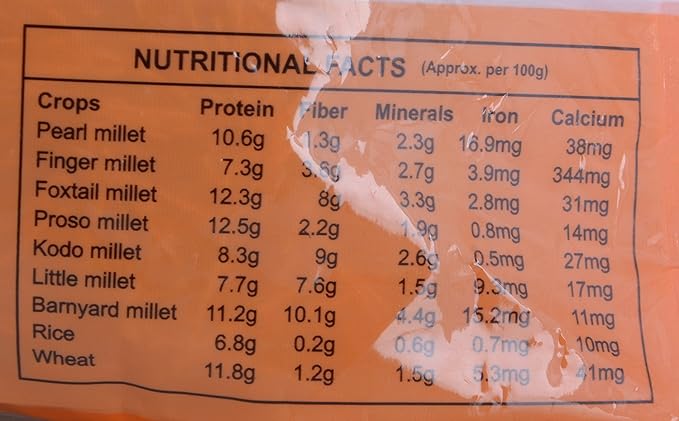 NUTRITIONAL FACTS (Approx. per 100g)
Crops Protein Fiber Minerals Iron Calcium
Pearl millet 10.6g 1.3g 2.3g 16.9mg 38mg
Finger millet 7.3g 3.6g 2.7g 3.9mg 344mg
Foxtail millet 12.3g 8g 3.3g 2.8mg 31mg
Proso millet 12.5g 2.2g 1.9g 0.8mg 14mg
Kodo millet 8.3g 9g 2.6g 0.5mg 27mg
Little millet 7.7g 7.6g 1.5g 9.3mg 17mg
Barnyard millet 11.2g 10.1g 4.4g 15.2mg 11mg
Rice 6.8g 0.2g 0.6g 0.7mg 10mg
Wheat 11.8g 1.2g 1.5g 5.3mg 41mg